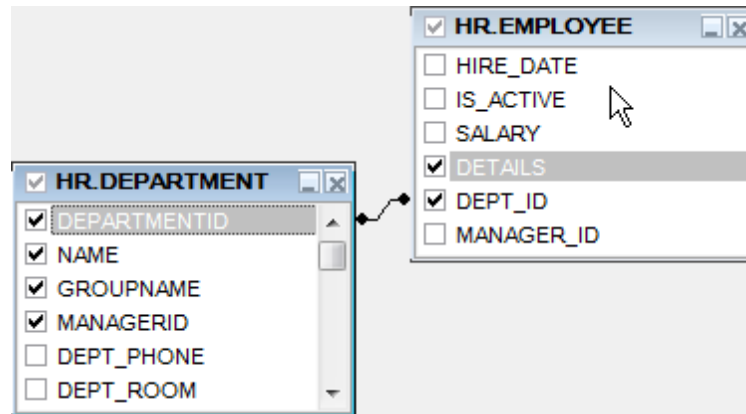 HR.EMPLOYEE
HIRE_DATE
IS_ACTIVE
SALARY
DETAILS
DEPT_ID
MANAGER_ID
HR.DEPARTMENT
DEPARTMENTID
NAME
GROUPNAME
MANAGERID
DEPT_PHONE
DEPT_ROOM